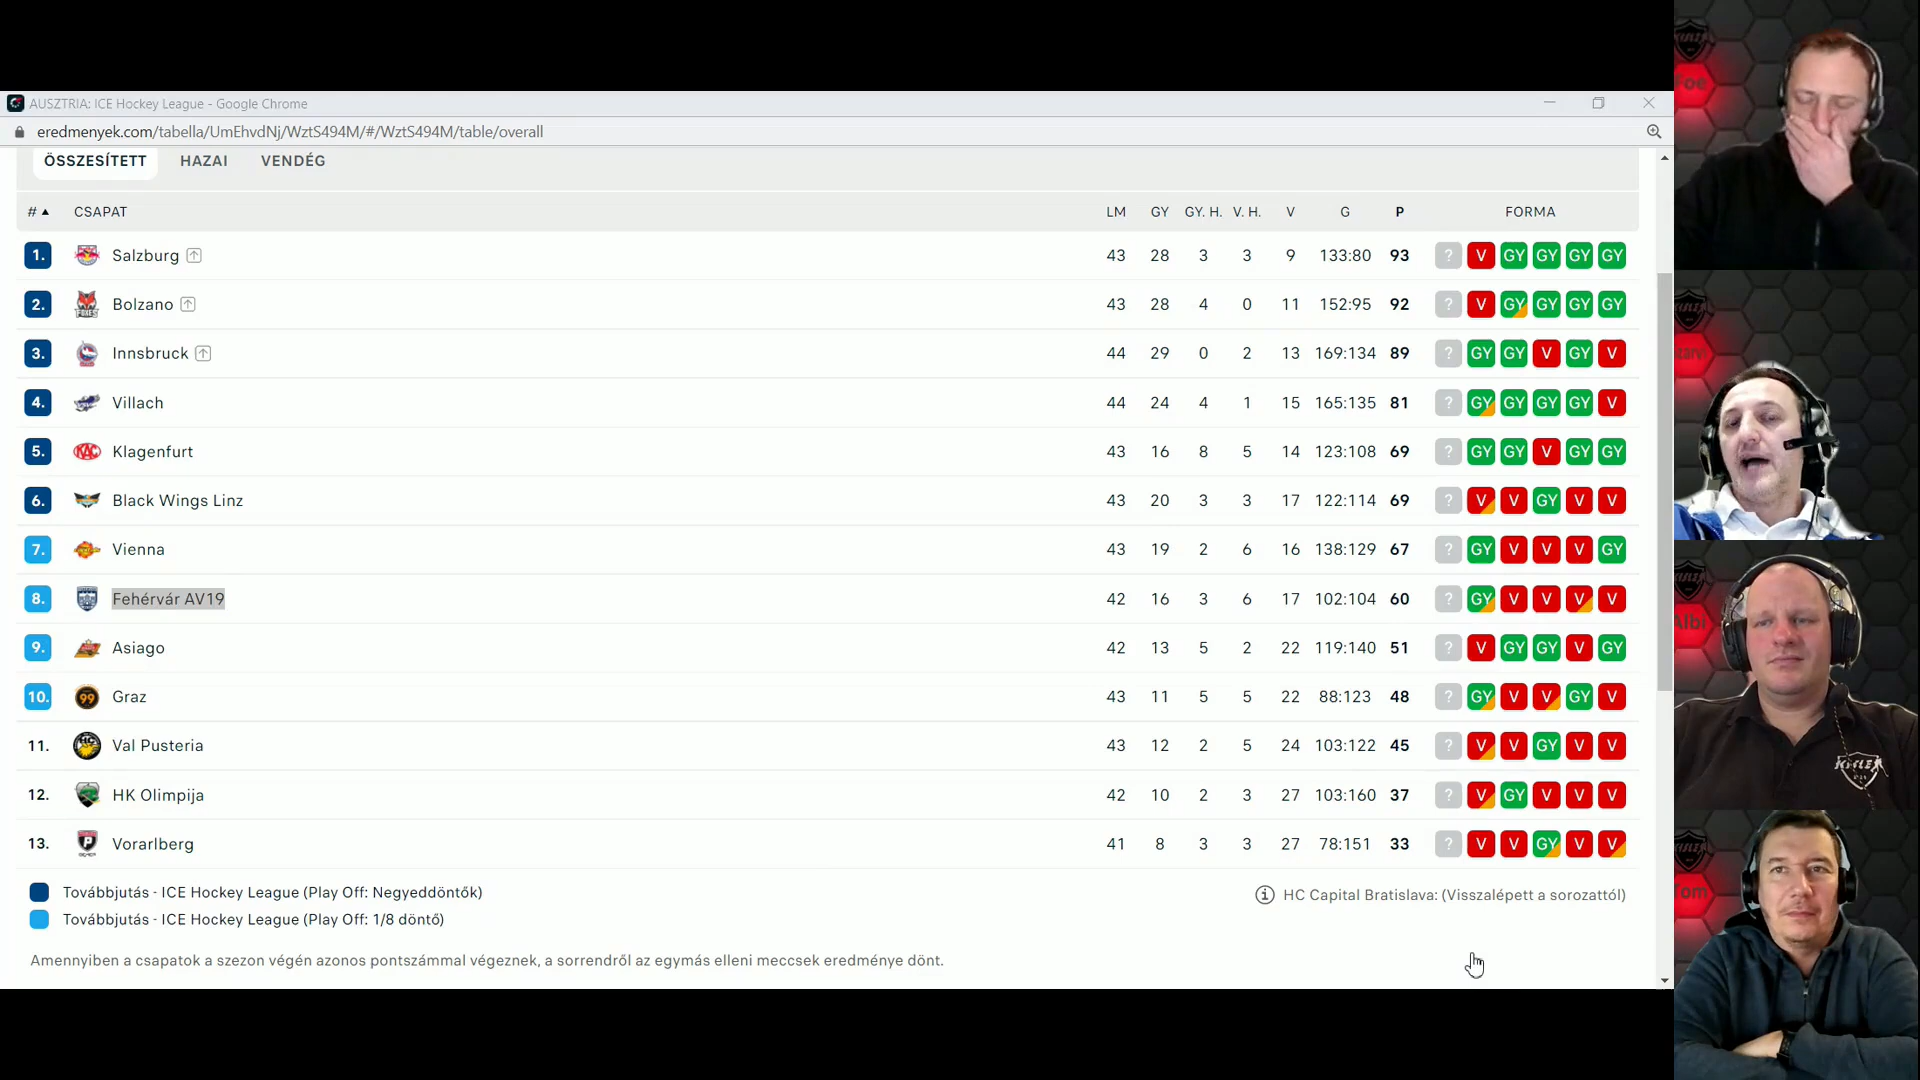 AUSZTRIA: ICE Hockey League - Google Chrome
eredmenyek.com/tabella/UmEhvdNj/WztS494M/#/WztS494M/table/overall
ÖSSZESÍTETT HAZAI VENDÉG
# CSAPAT LM GY GY. H. V. H. V G P FORMA
1. Salzburg 43 28 3 3 9 133:80 93 ? V GY GY GY GY
2. Bolzano 43 28 4 0 11 152:95 92 ? V GY GY GY GY
3. Innsbruck 44 29 0 2 13 169:134 89 ? GY GY V GY V
4. Villach 44 24 4 1 15 165:135 81 ? GY GY GY GY V
5. KAC Klagenfurt 43 16 8 5 14 123:108 69 ? GY GY V GY GY
6. Black Wings Linz 43 20 3 3 17 122:114 69 ? V V GY V V
7. Vienna 43 19 2 6 16 138:129 67 ? GY V V V GY
8. Fehérvár AV19 42 16 3 6 17 102:104 60 ? GY V V V V
9. Asiago 42 13 5 2 22 119:140 51 ? V GY GY V GY
10. 99 Graz 43 11 5 5 22 88:123 48 ? GY V V GY V
11. Val Pusteria 43 12 2 5 24 103:122 45 ? V V GY V V
12. HK Olimpija 42 10 2 3 27 103:160 37 ? V GY V V V
13. P Vorarlberg 41 8 3 3 27 78:151 33 ? V V GY V V
Továbbjutás - ICE Hockey League (Play Off: Negyeddöntők)
HC Capital Bratislava: (Visszalépett a sorozattól)
Továbbjutás - ICE Hockey League (Play Off: 1/8 döntő)
Amennyiben a csapatok a szezon végén azonos pontszámmal végeznek, a sorrendről az egymás elleni meccsek eredménye dönt.
Albi
Tom